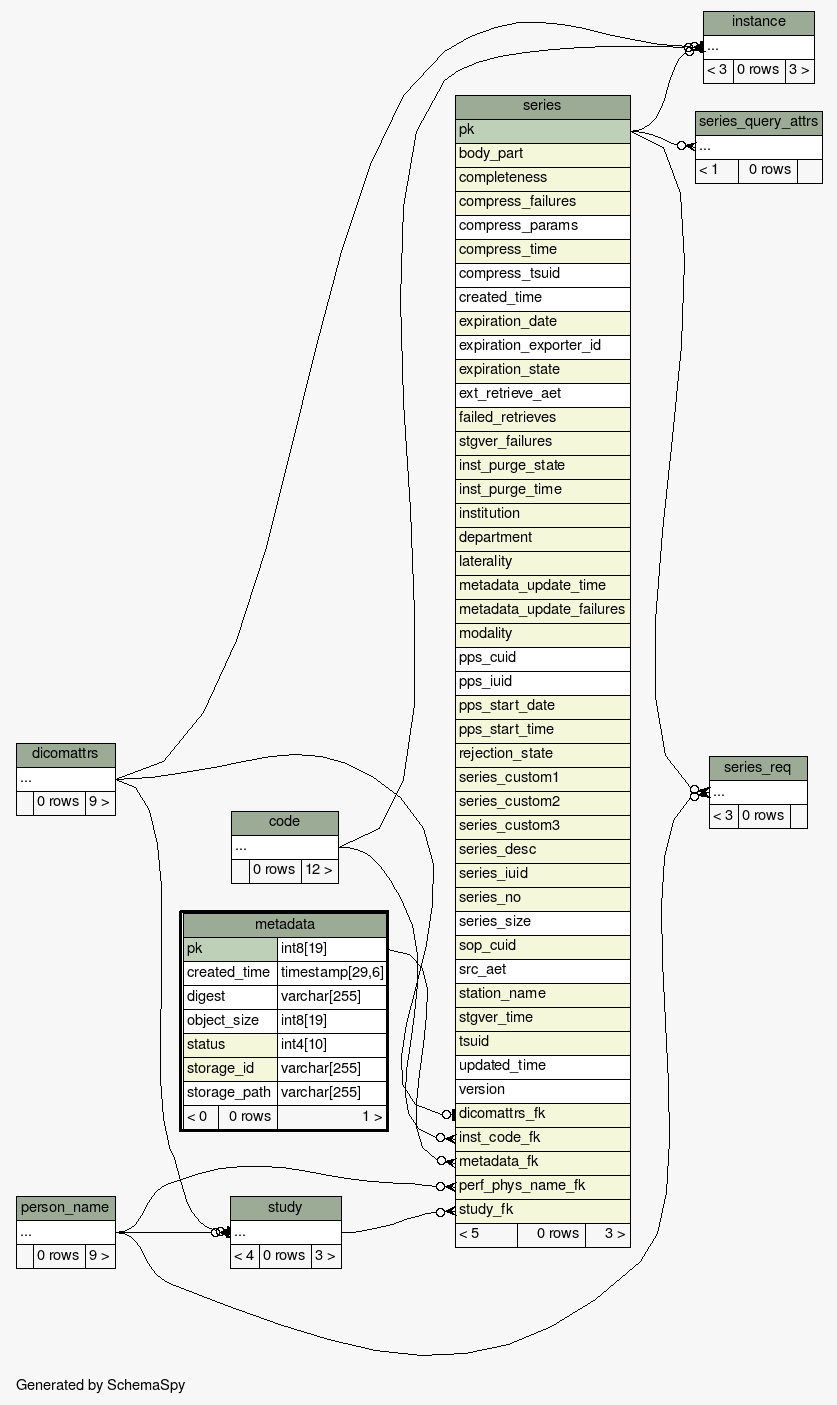 instance
...
< 3 0 rows 3 >
series
pk
body_part
completeness
compress_failures
compress_params
compress_time
compress_tsuid
created_time
expiration_date
expiration_exporter_id
expiration_state
ext_retrieve_aet
failed_retrieves
stgver_failures
inst_purge_state
inst_purge_time
institution
department
laterality
metadata_update_time
metadata_update_failures
modality
pps_cuid
pps_iuid
pps_start_date
pps_start_time
rejection_state
series_custom1
series_custom2
series_custom3
series_desc
series_iuid
series_no
series_size
sop_cuid
src_aet
station_name
stgver_time
tsuid
updated_time
version
dicomattrs_fk
inst_code_fk
metadata_fk
perf_phys_name_fk
study_fk
< 5 0 rows 3 >
series_query_attrs
...
< 1 0 rows
dicomattrs
...
0 rows 9 >
series_req
...
< 3 0 rows
code
...
0 rows 12 >
metadata
pk int8[19]
created_time timestamp[29,6]
digest varchar[255]
object_size int8[19]
status int4[10]
storage_id varchar[255]
storage_path varchar[255]
< 0 0 rows 1 >
person_name
...
0 rows 9 >
study
...
< 4 0 rows 3 >
Generated by SchemaSpy